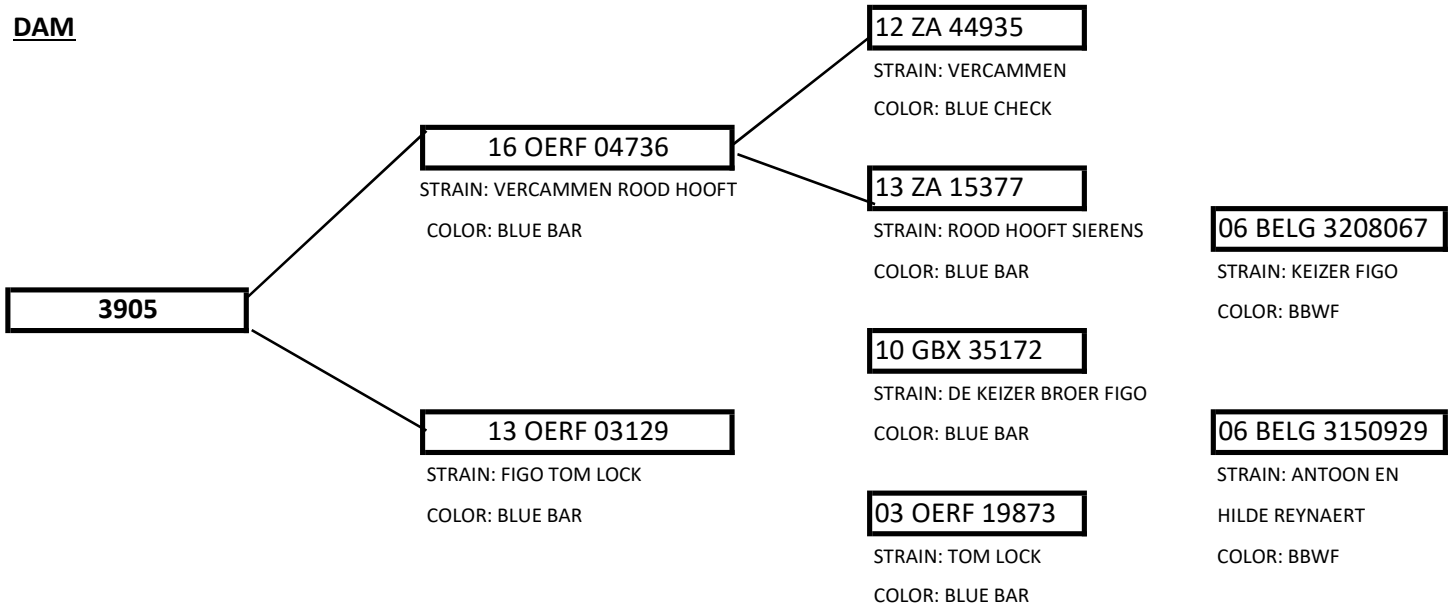 DAM
3905
16 OERF 04736
STRAIN: VERCAMMEN ROOD HOOFT
COLOR: BLUE BAR
13 OERF 03129
STRAIN: FIGO TOM LOCK
COLOR: BLUE BAR
12 ZA 44935
STRAIN: VERCAMMEN
COLOR: BLUE CHECK
13 ZA 15377
STRAIN: ROOD HOOFT SIERENS
COLOR: BLUE BAR
10 GBX 35172
STRAIN: DE KEIZER BROER FIGO
COLOR: BLUE BAR
03 OERF 19873
STRAIN: TOM LOCK
COLOR: BLUE BAR
06 BELG 3208067
STRAIN: KEIZER FIGO
COLOR: BBWF
06 BELG 3150929
STRAIN: ANTOON EN
HILDE REYNAERT
COLOR: BBWF